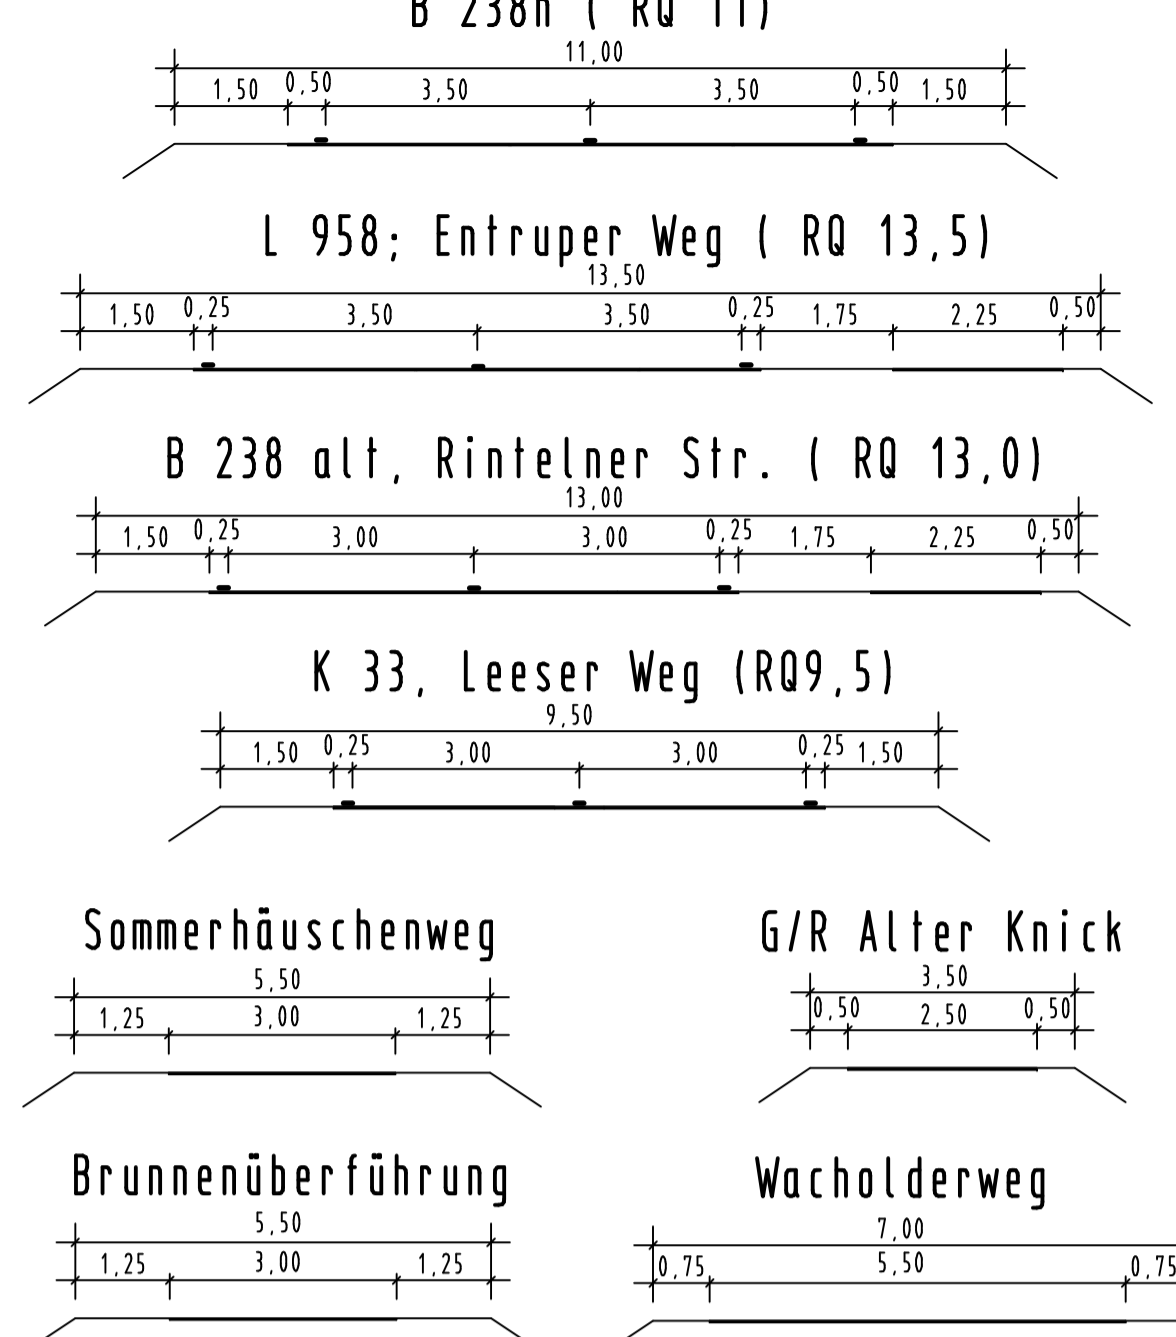 B 238n ( RQ 11)
11,00
1,50 0,50 3,50 3,50 0,50 1,50
L 958; Entruper Weg ( RQ 13,5)
13,50
1,50 0,25 3,50 3,50 0,25 1,75 2,25 0,50
B 238 alt, Rintelner Str. ( RQ 13,0)
13,00
1,50 0,25 3,00 3,00 0,25 1,75 2,25 0,50
K 33, Leeser Weg (RQ9,5)
9,50
1,50 0,25 3,00 3,00 0,25 1,50
Sommerhäuschenweg
5,50
1,25 3,00 1,25
G/R Alter Knick
3,50
0,50 2,50 0,50
Brunnenüberführung
5,50
1,25 3,00 1,25
Wacholderweg
7,00
0,75 5,50 0,75